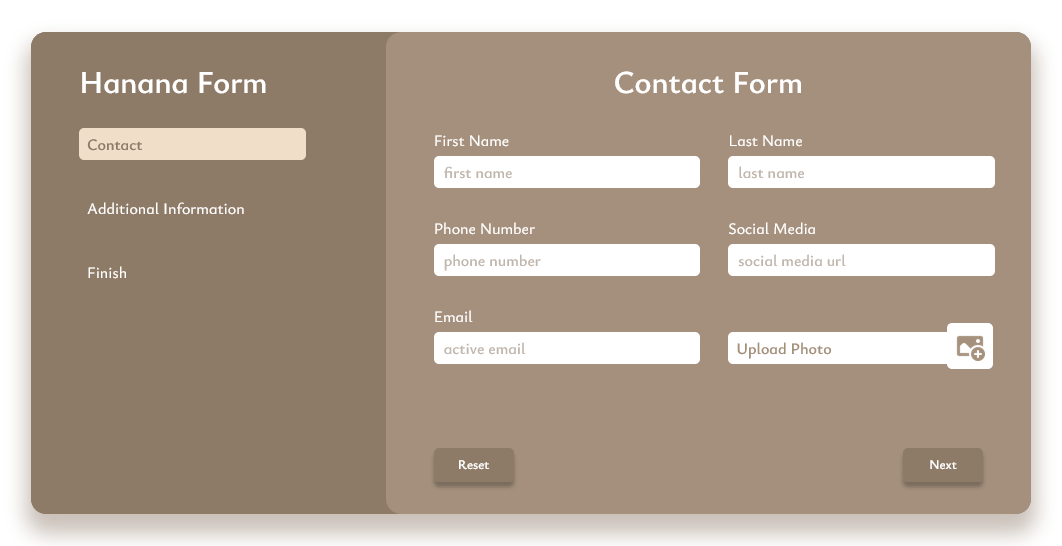 Hanana Form
Contact
Additional Information
Finish
Contact Form
First Name
first name
Last Name
last name
Phone Number
phone number
Social Media
social media url
Email
active email
Upload Photo
Reset
Next